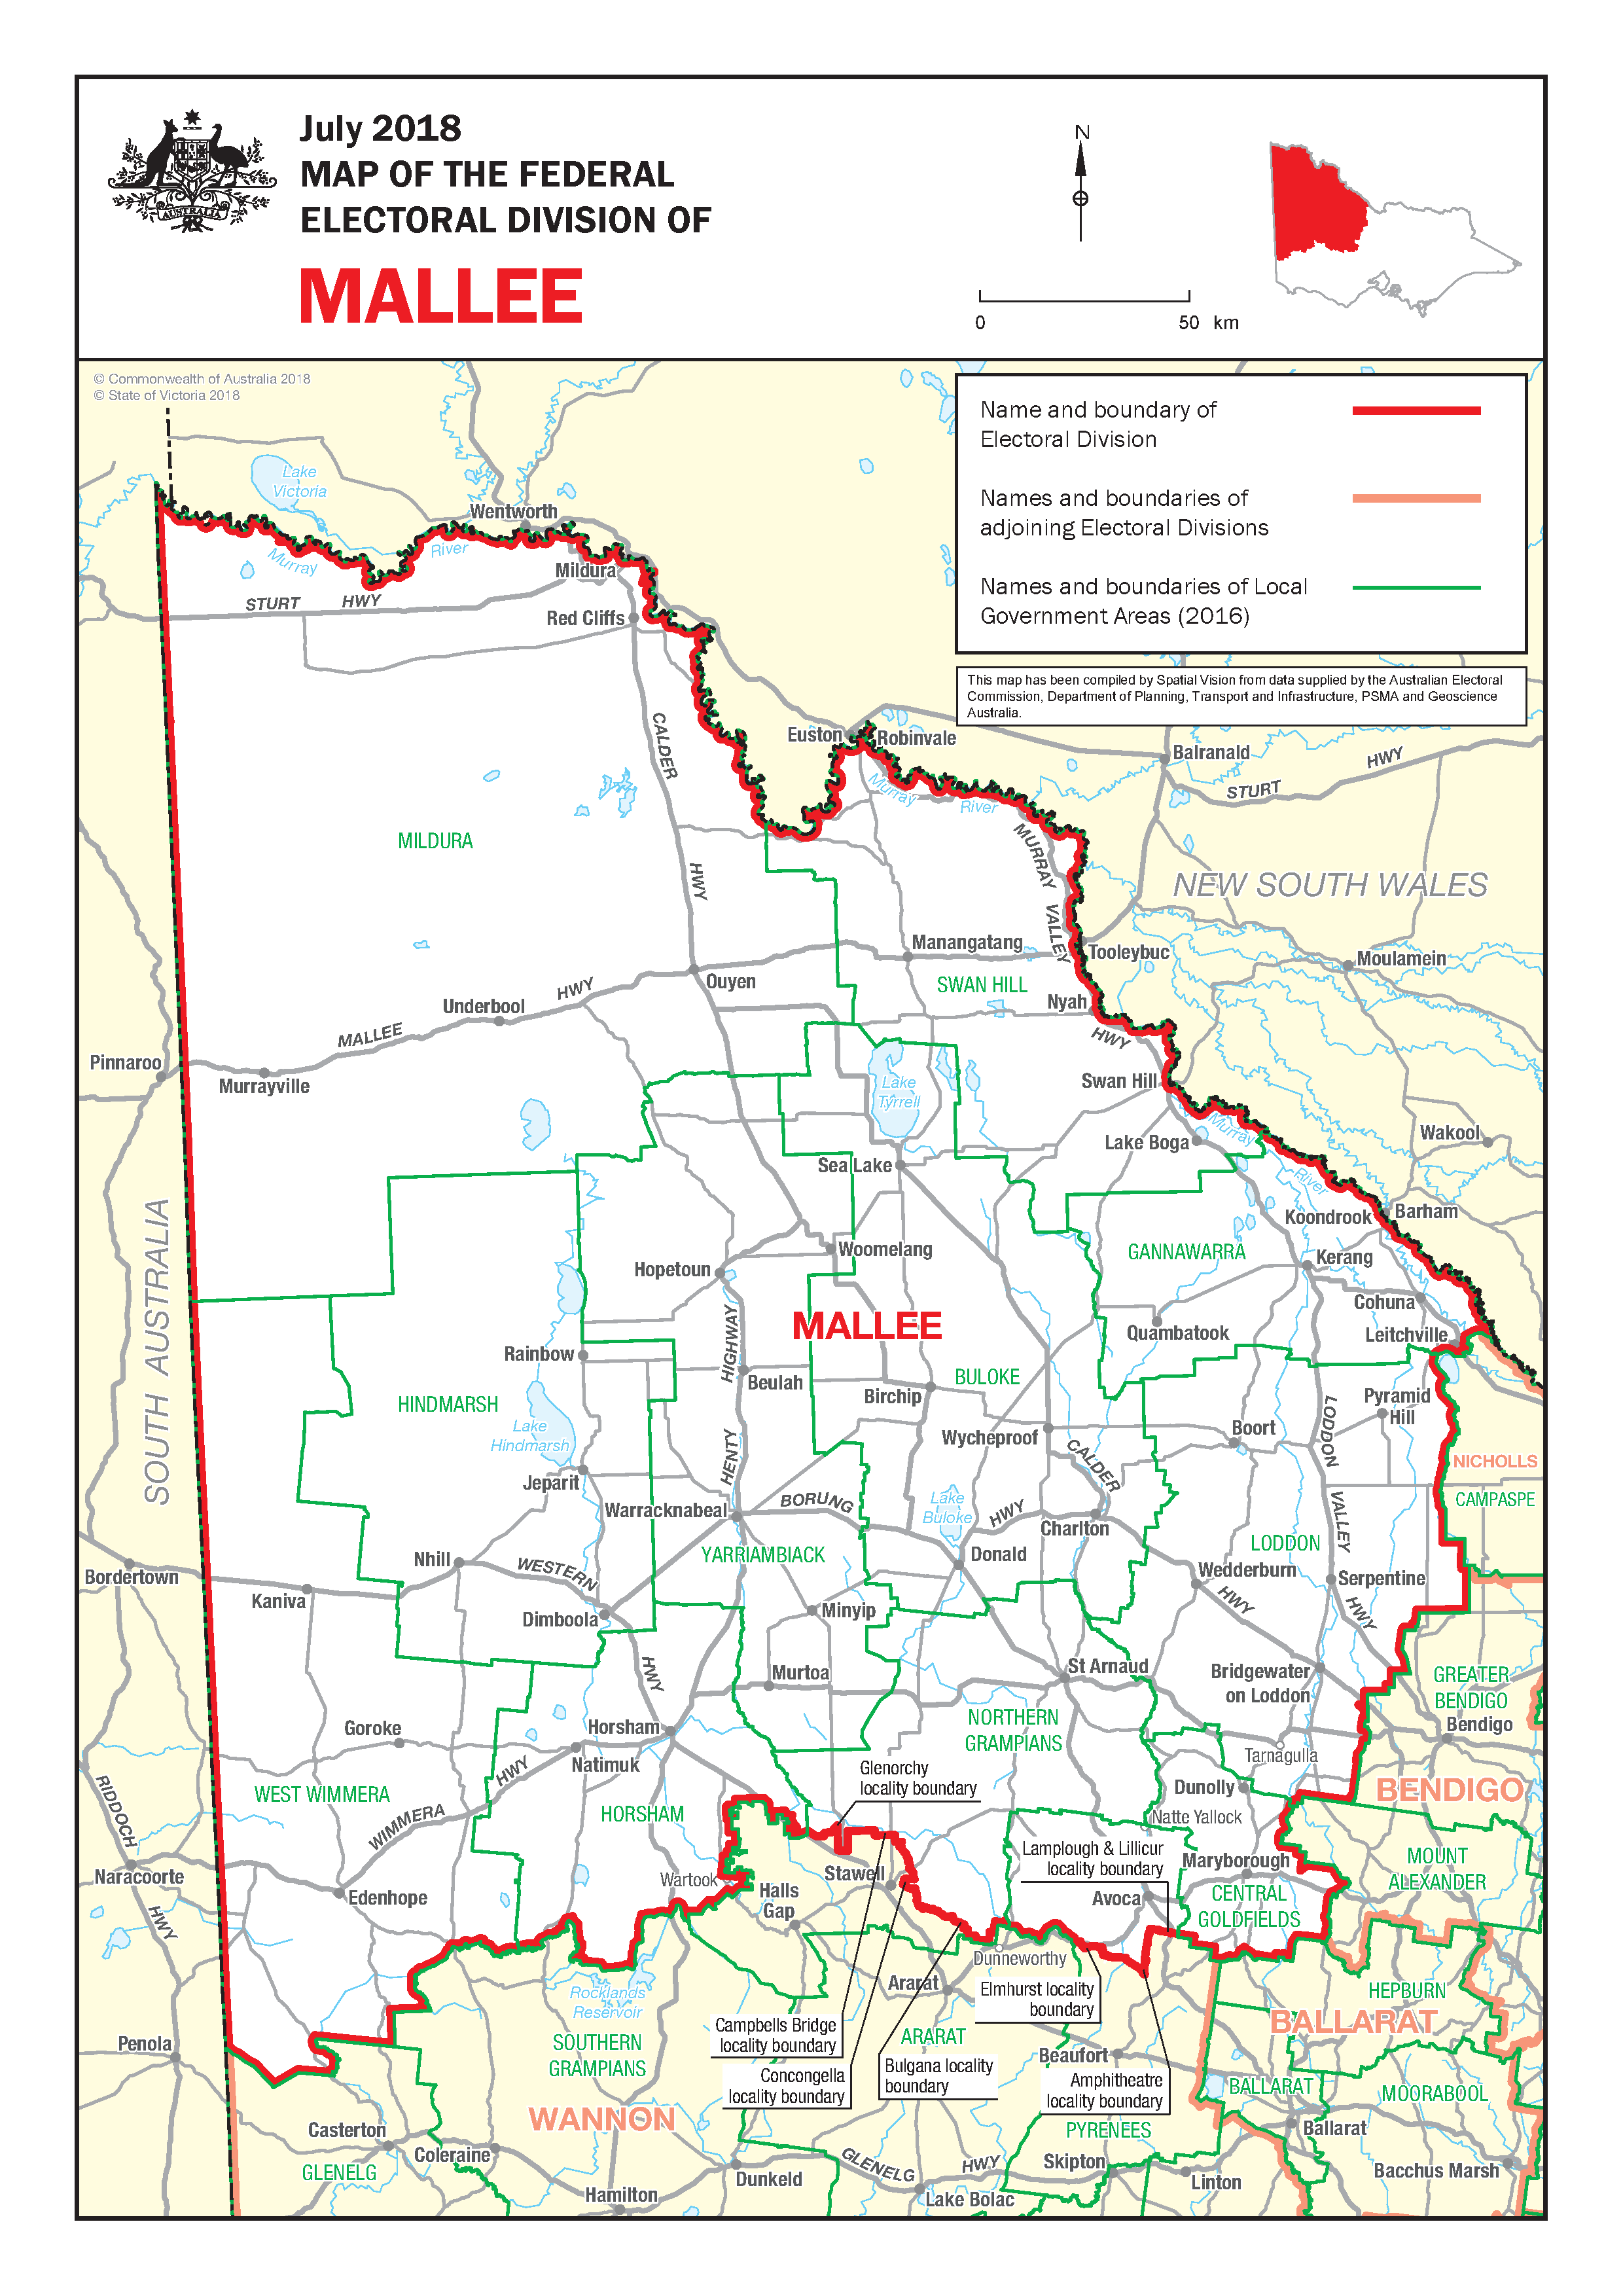 July 2018
MAP OF THE FEDERAL
ELECTORAL DIVISION OF
MALLEE
AUSTRALIA
N
0 50 km
© Commonwealth of Australia 2018
© State of Victoria 2018
Name and boundary of
Electoral Division
Names and boundaries of
adjoining Electoral Divisions
Names and boundaries of Local
Government Areas (2016)
This map has been compiled by Spatial Vision from data supplied by the Australian Electoral
Commission, Department of Planning, Transport and Infrastructure, PSMA and Geoscience
Australia.
Lake
Victoria
Wentworth
Murray
River
Mildura
STURT HWY
Red Cliffs
CALDER
HWY
Euston
Robinvale
Murray
River
Balranald
STURT
HWY
MURRAY
VALLEY
HWY
MILDURA
NEW SOUTH WALES
Manangatang
Tooleybuc
Moulamein
SWAN HILL
Ouyen
Nyah
Underbool
MALLEE
HWY
Pinnaroo
Murrayville
Lake
Tyrrell
Swan Hill
Murray
River
Lake Boga
Wakool
Sea Lake
SOUTH AUSTRALIA
Koondrook
Barham
Woomelang
GANNAWARRA
Kerang
Hopetoun
Cohuna
MALLEE
Quambatook
Leitchville
Rainbow
HENTY
HIGHWAY
Beulah
BULOKE
Birchip
HINDMARSH
Pyramid
Hill
Lake
Hindmarsh
Boort
LODDON
VALLEY
HWY
Wycheproof
CALDER
HWY
NICHOLLS
Jeparit
CAMPASPE
Warracknabeal
BORUNG
HWY
Lake
Buloke
Charlton
YARRIAMBIACK
Donald
LODDON
Nhill
WESTERN
HWY
Wedderburn
Serpentine
Bordertown
Kaniva
Dimboola
Minyip
St Arnaud
Murtoa
Bridgewater
on Loddon
GREATER
BENDIGO
Bendigo
NORTHERN
GRAMPIANS
Goroke
Horsham
Natimuk
Tarnagulla
Glenorchy
locality boundary
Dunolly
BENDIGO
WEST WIMMERA
WIMMERA
HWY
HORSHAM
Natte Yallock
RIDDOCH
HWY
Lamplough & Lillicur
locality boundary
Maryborough
MOUNT
ALEXANDER
Naracoorte
Edenhope
Wartook
Stawell
Halls
Gap
Avoca
CENTRAL
GOLDFIELDS
Dunneworthy
Ararat
Elmhurst locality
boundary
HEPBURN
Rocklands
Reservoir
BALLARAT
Campbells Bridge
locality boundary
ARARAT
Penola
SOUTHERN
GRAMPIANS
Beaufort
Bulgana locality
boundary
Concongella
locality boundary
Amphitheatre
locality boundary
BALLARAT
MOORABOOL
WANNON
PYRENEES
Ballarat
Casterton
Coleraine
GLENELG
GLENELG
HWY
Skipton
Linton
Bacchus Marsh
Dunkeld
Hamilton
Lake Bolac